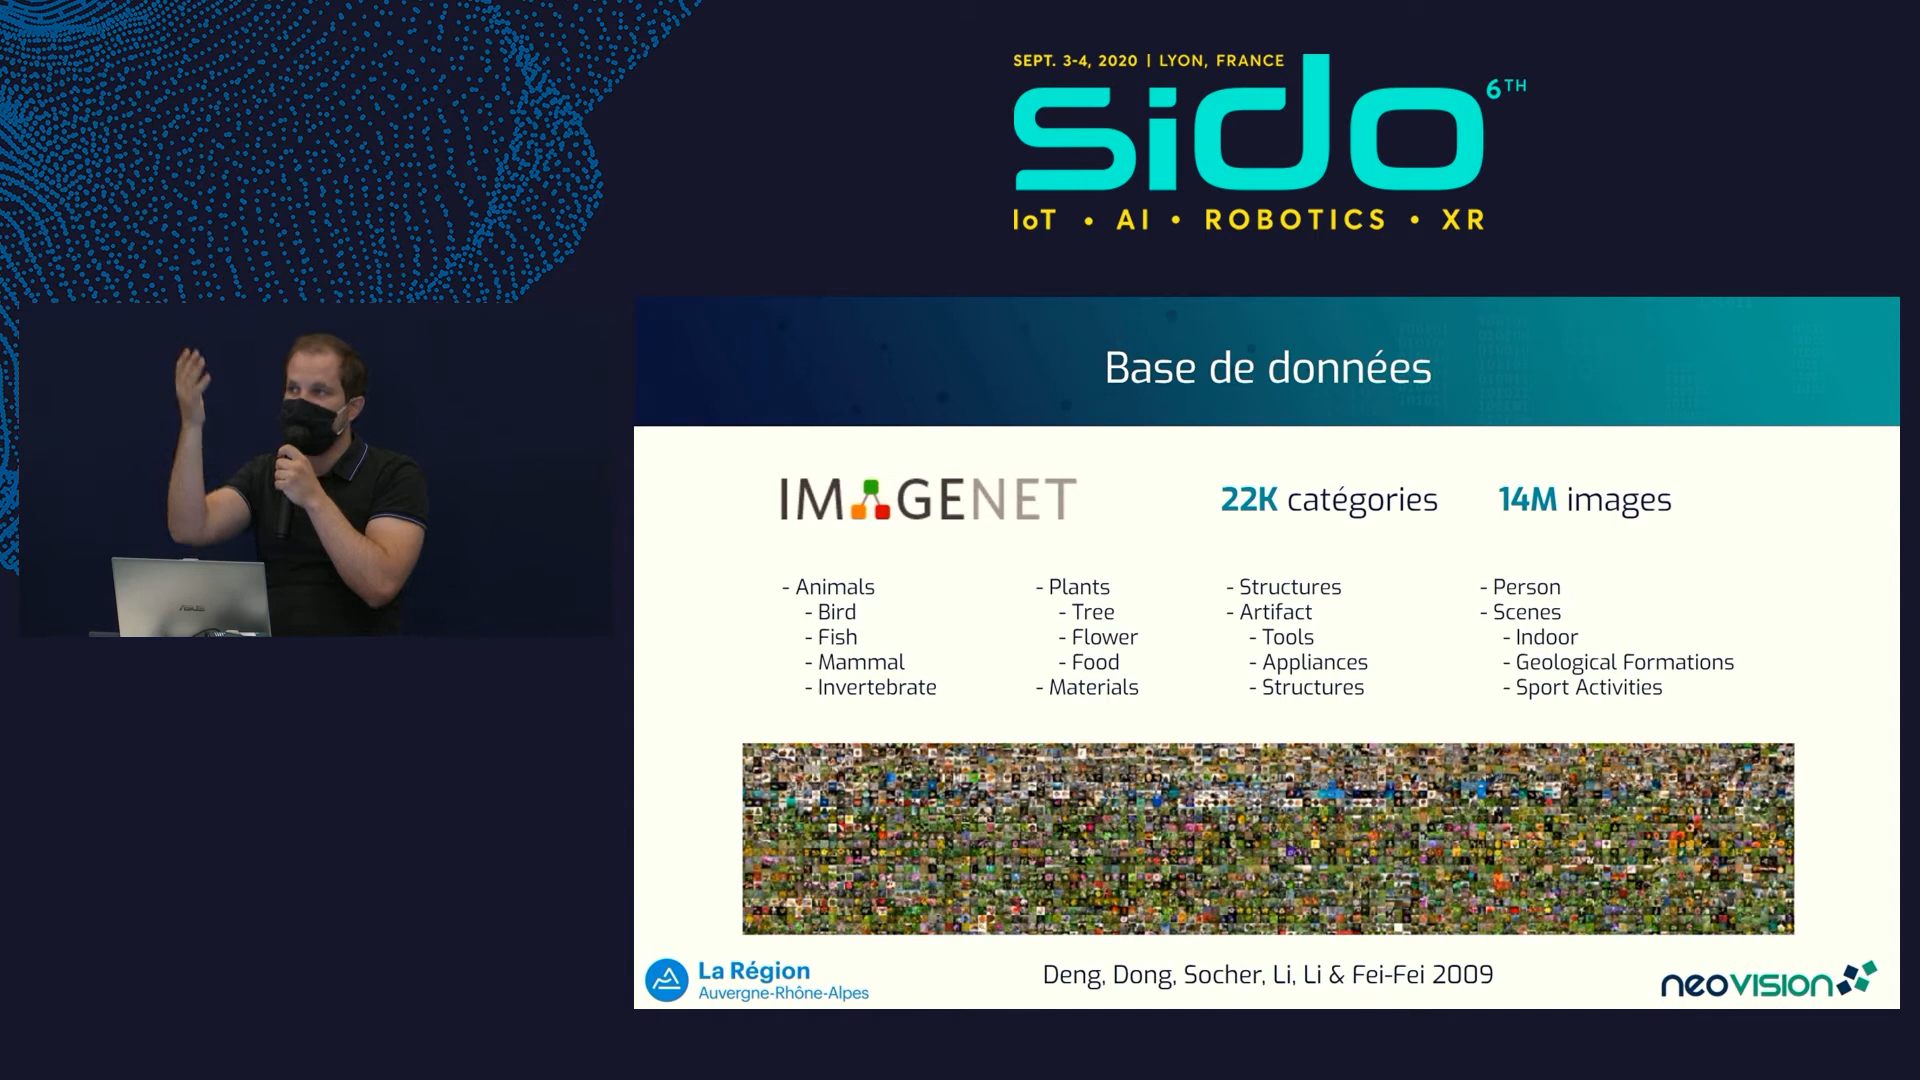 SEPT. 3-4, 2020 | LYON, FRANCE
sido 6TH
IoT • AI • ROBOTICS • XR
Base de données
IMAGENET
22K catégories
14M images
- Animals
- Bird
- Fish
- Mammal
- Invertebrate
- Plants
- Tree
- Flower
- Food
- Materials
- Structures
- Artifact
- Tools
- Appliances
- Structures
- Person
- Scenes
- Indoor
- Geological Formations
- Sport Activities
ASUS
La Région
Auvergne-Rhône-Alpes
Deng, Dong, Socher, Li, Li & Fei-Fei 2009
neovision